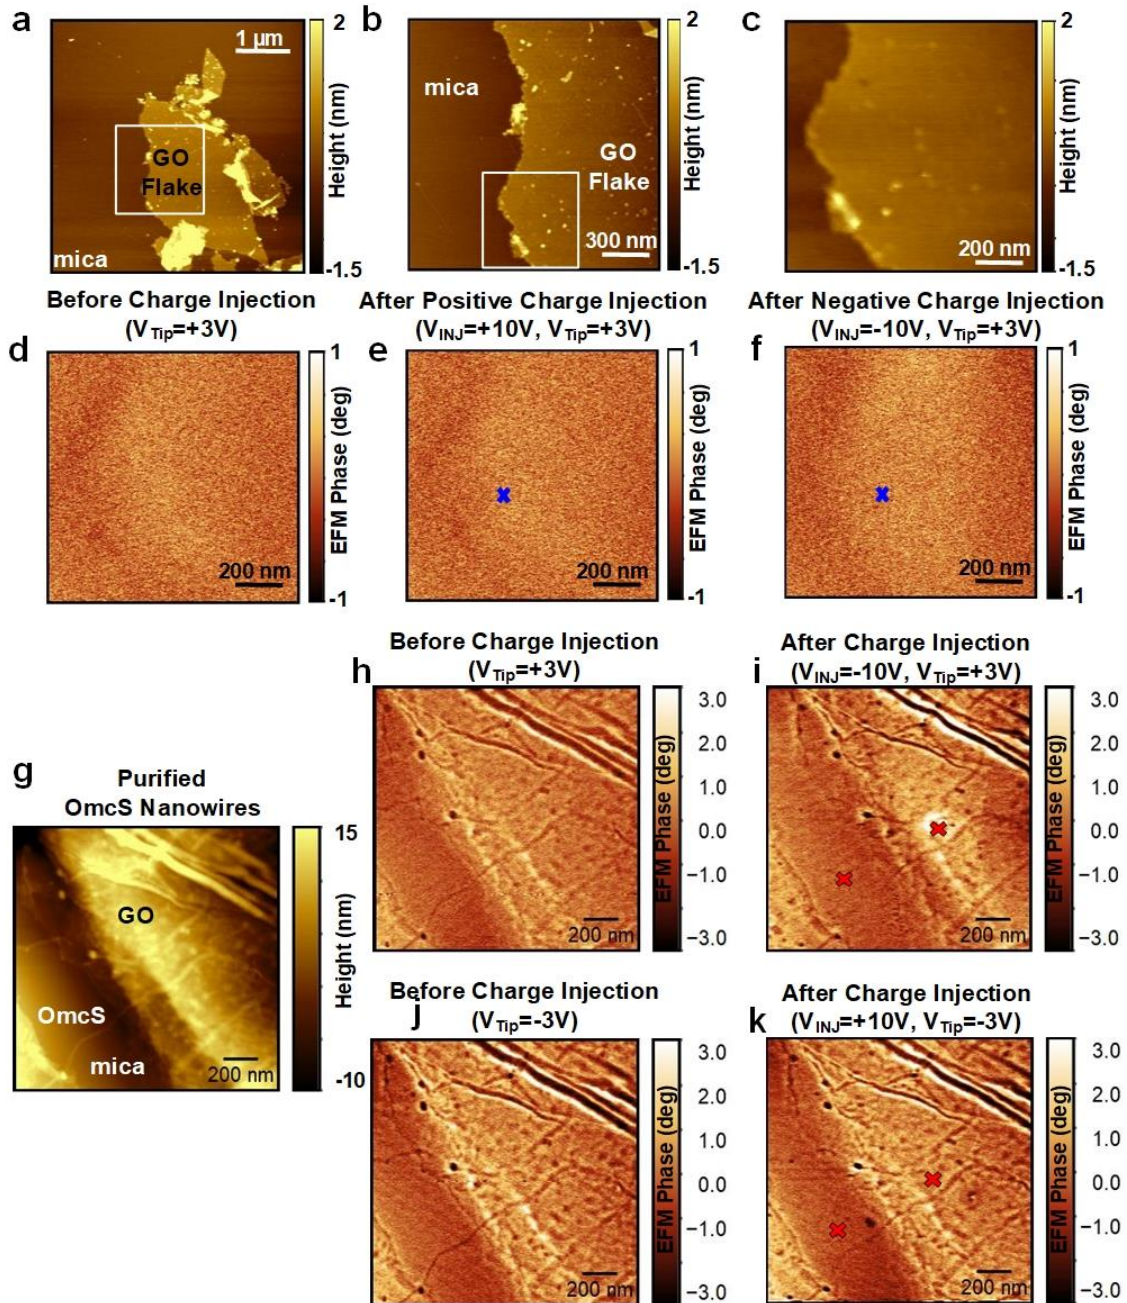 a
1 µm
GO
Flake
mica
2
Height (nm)
-1.5
b
mica
GO
Flake
300 nm
2
Height (nm)
-1.5
c
200 nm
2
Height (nm)
-1.5
Before Charge Injection
(VTip=+3V)
After Positive Charge Injection
(VINJ=+10V, VTip=+3V)
After Negative Charge Injection
(VINJ=-10V, VTip=+3V)
d
200 nm
1
EFM Phase (deg)
-1
e
200 nm
1
EFM Phase (deg)
-1
f
200 nm
1
EFM Phase (deg)
-1
g
Purified
OmcS Nanowires
GO
OmcS
mica
200 nm
15
Height (nm)
-10
h
Before Charge Injection
(VTip=+3V)
200 nm
3.0
2.0
1.0
0.0
−1.0
−3.0
EFM Phase (deg)
i
After Charge Injection
(VINJ=-10V, VTip=+3V)
200 nm
3.0
2.0
1.0
0.0
−1.0
−3.0
EFM Phase (deg)
j
Before Charge Injection
(VTip=-3V)
200 nm
3.0
2.0
1.0
0.0
−1.0
−3.0
EFM Phase (deg)
k
After Charge Injection
(VINJ=+10V, VTip=-3V)
200 nm
3.0
2.0
1.0
0.0
−1.0
−3.0
EFM Phase (deg)